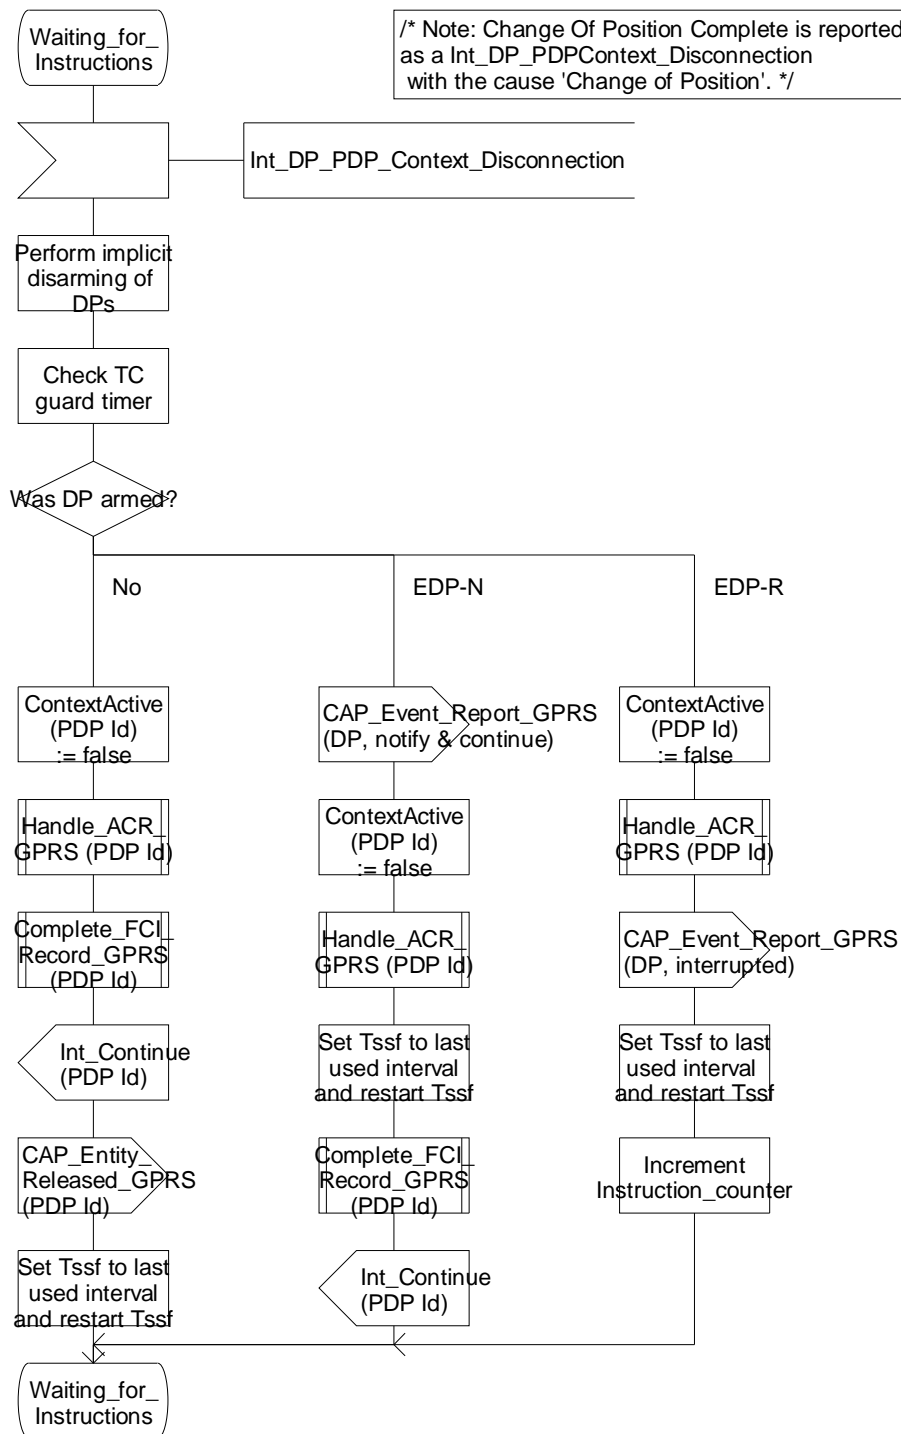 Waiting_for_
Instructions
/* Note: Change Of Position Complete is reported
as a Int_DP_PDPContext_Disconnection
with the cause 'Change of Position'. */
Int_DP_PDP_Context_Disconnection
Perform implicit
disarming of
DPs
Check TC
guard timer
Was DP armed?
No
EDP-N
EDP-R
ContextActive
(PDP Id)
:= false
Handle_ACR_
GPRS (PDP Id)
Complete_FCI_
Record_GPRS
(PDP Id)
Int_Continue
(PDP Id)
CAP_Entity_
Released_GPRS
(PDP Id)
Set Tssf to last
used interval
and restart Tssf
CAP_Event_Report_GPRS
(DP, notify & continue)
ContextActive
(PDP Id)
:= false
Handle_ACR_
GPRS (PDP Id)
Set Tssf to last
used interval
and restart Tssf
Complete_FCI_
Record_GPRS
(PDP Id)
Int_Continue
(PDP Id)
ContextActive
(PDP Id)
:= false
Handle_ACR_
GPRS (PDP Id)
CAP_Event_Report_GPRS
(DP, interrupted)
Set Tssf to last
used interval
and restart Tssf
Increment
Instruction_counter
Waiting_for_
Instructions